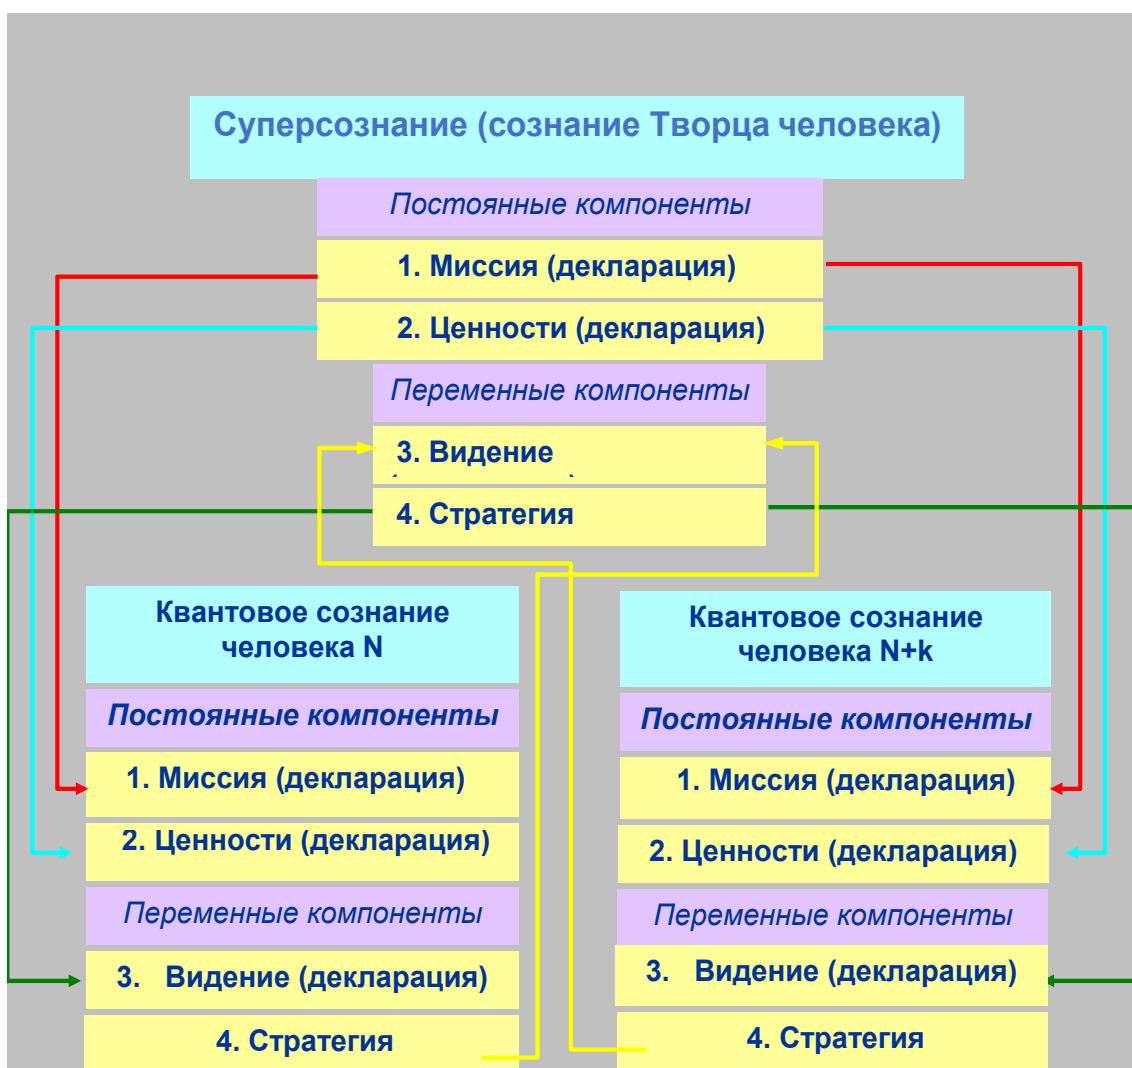 Суперсознание (сознание Творца человека)
Постоянные компоненты
1. Миссия (декларация)
2. Ценности (декларация)
Переменные компоненты
3. Видение
4. Стратегия
Квантовое сознание
человека N
Постоянные компоненты
1. Миссия (декларация)
2. Ценности (декларация)
Переменные компоненты
3. Видение (декларация)
4. Стратегия
Квантовое сознание
человека N+k
Постоянные компоненты
1. Миссия (декларация)
2. Ценности (декларация)
Переменные компоненты
3. Видение (декларация)
4. Стратегия